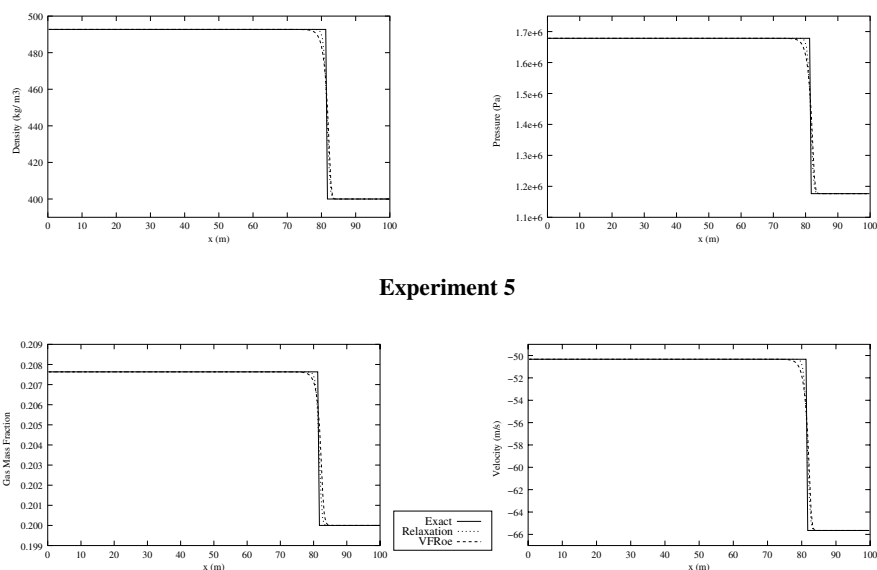 500
480
460
440
420
400
Density (kg/ m3)
0 10 20 30 40 50 60 70 80 90 100
x (m)
1.7e+6
1.6e+6
1.5e+6
1.4e+6
1.3e+6
1.2e+6
1.1e+6
Pressure (Pa)
0 10 20 30 40 50 60 70 80 90 100
x (m)
Experiment 5
0.209
0.208
0.207
0.206
0.205
0.204
0.203
0.202
0.201
0.200
0.199
Gas Mass Fraction
0 10 20 30 40 50 60 70 80 90 100
x (m)
Exact
Relaxation
VFRoe
−50
−52
−54
−56
−58
−60
−62
−64
−66
Velocity (m/s)
0 10 20 30 40 50 60 70 80 90 100
x (m)